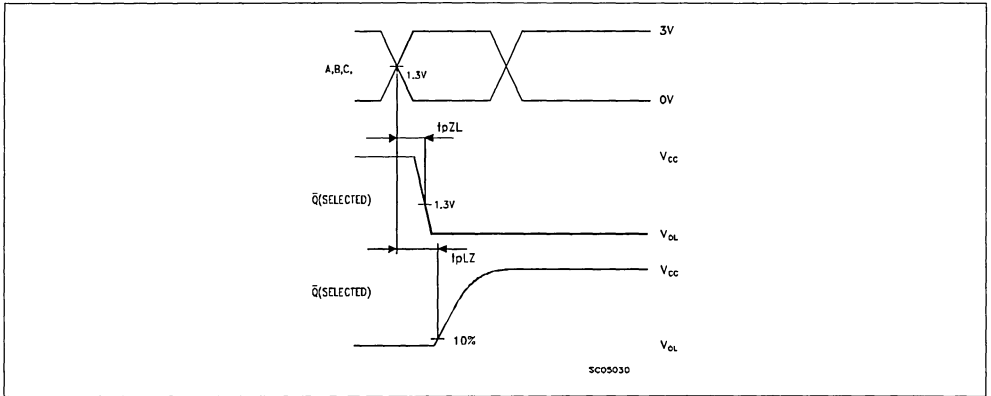 3V
A,B,C,
1.3V
0V
tpZL
VCC
Q̅(SELECTED)
1.3V
VOL
tpLZ
VCC
Q̅(SELECTED)
10%
VOL
SC05030